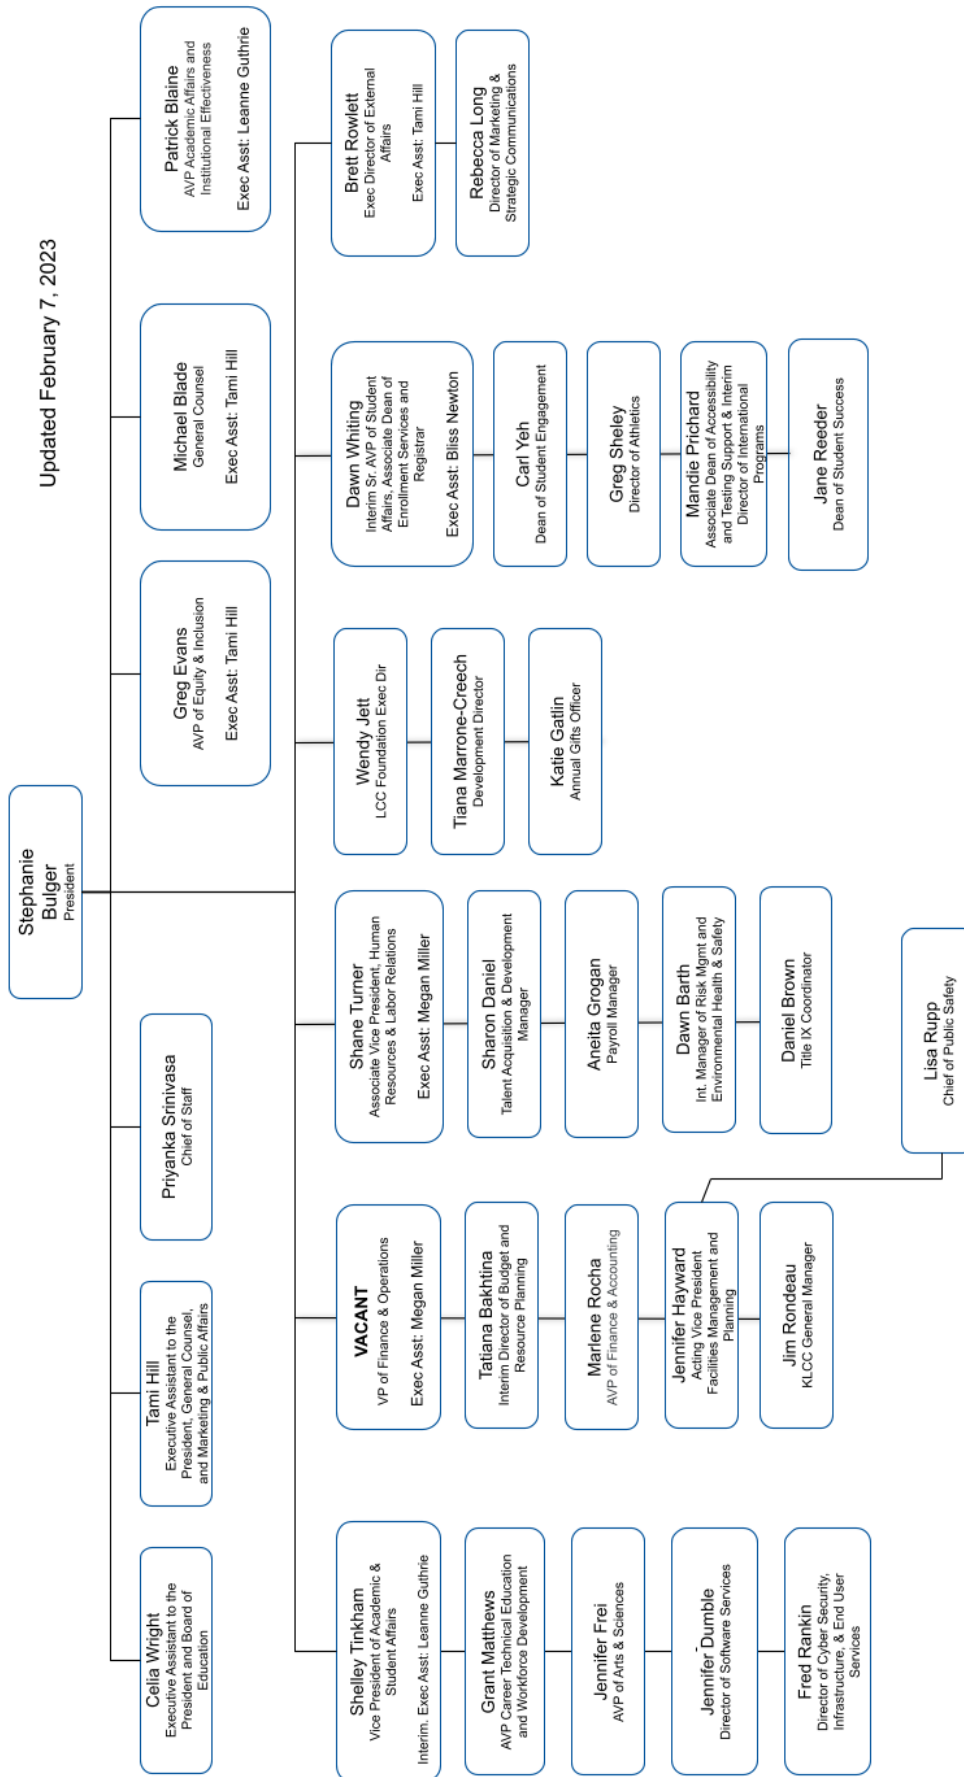 Stephanie
Bulger
President
Updated February 7, 2023
Celia Wright
Executive Assistant to the
President and Board of
Education
Tami Hill
Executive Assistant to the
President, General Counsel,
and Marketing & Public Affairs
Priyanka Srinivasa
Chief of Staff
Greg Evans
AVP of Equity & Inclusion
Exec Asst: Tami Hill
Michael Blade
General Counsel
Exec Asst: Tami Hill
Patrick Blaine
AVP Academic Affairs and
Institutional Effectiveness
Exec Asst: Leanne Guthrie
Shelley Tinkham
Vice President of Academic &
Student Affairs
Interim. Exec Asst: Leanne Guthrie
Grant Matthews
AVP Career Technical Education
and Workforce Development
Jennifer Frei
AVP of Arts & Sciences
Jennifer Dumble
Director of Software Services
Fred Rankin
Director of Cyber Security,
Infrastructure, & End User
Services
VACANT
VP of Finance & Operations
Exec Asst: Megan Miller
Tatiana Bakhtina
Interim Director of Budget and
Resource Planning
Marlene Rocha
AVP of Finance & Accounting
Jennifer Hayward
Acting Vice President
Facilities Management and
Planning
Jim Rondeau
KLCC General Manager
Lisa Rupp
Chief of Public Safety
Shane Turner
Associate Vice President, Human
Resources & Labor Relations
Exec Asst: Megan Miller
Sharon Daniel
Talent Acquisition & Development
Manager
Aneita Grogan
Payroll Manager
Dawn Barth
Int. Manager of Risk Mgmt and
Environmental Health & Safety
Daniel Brown
Title IX Coordinator
Wendy Jett
LCC Foundation Exec Dir
Tiana Marrone-Creech
Development Director
Katie Gatlin
Annual Gifts Officer
Dawn Whiting
Interim Sr. AVP of Student
Affairs, Associate Dean of
Enrollment Services and
Registrar
Exec Asst: Bliss Newton
Carl Yeh
Dean of Student Engagement
Greg Sheley
Director of Athletics
Mandie Prichard
Associate Dean of Accessibility
and Testing Support & Interim
Director of International
Programs
Jane Reeder
Dean of Student Success
Brett Rowlett
Exec Director of External
Affairs
Exec Asst: Tami Hill
Rebecca Long
Director of Marketing &
Strategic Communications